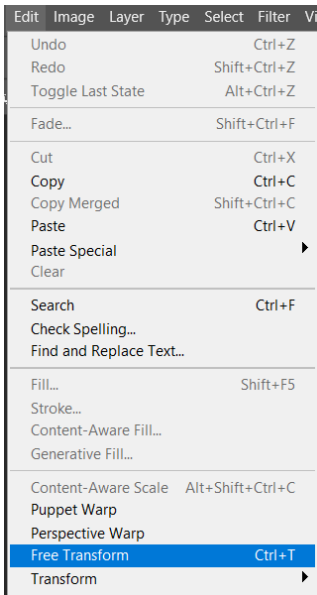 Edit Image Layer Type Select Filter
Undo Ctrl+Z
Redo Shift+Ctrl+Z
Toggle Last State Alt+Ctrl+Z
Fade... Shift+Ctrl+F
Cut Ctrl+X
Copy Ctrl+C
Copy Merged Shift+Ctrl+C
Paste Ctrl+V
Paste Special
Clear
Search Ctrl+F
Check Spelling...
Find and Replace Text...
Fill... Shift+F5
Stroke...
Content-Aware Fill...
Generative Fill...
Content-Aware Scale Alt+Shift+Ctrl+C
Puppet Warp
Perspective Warp
Free Transform Ctrl+T
Transform